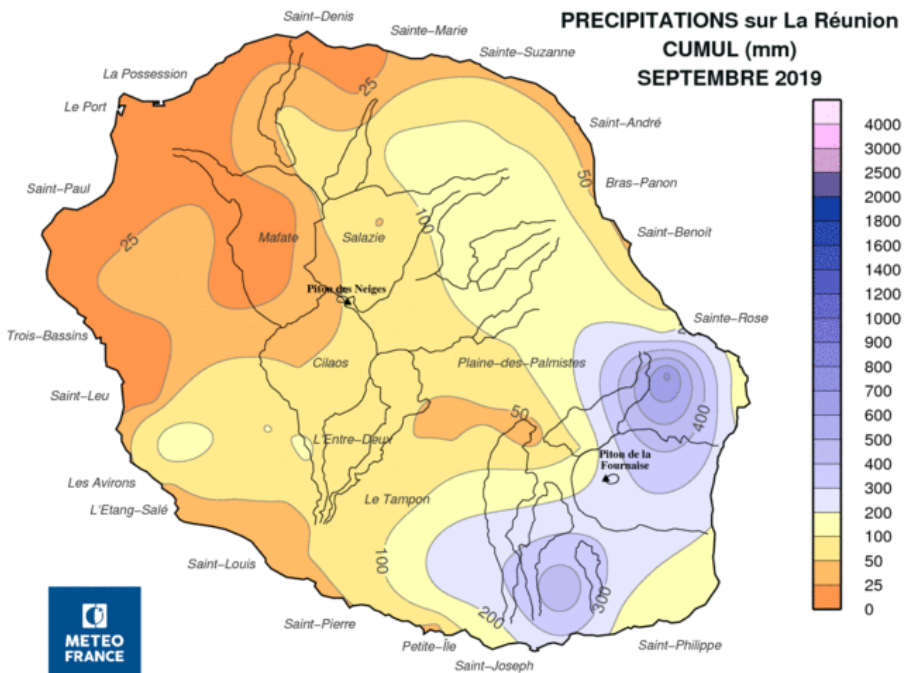 PRECIPITATIONS sur La Réunion
CUMUL (mm)
SEPTEMBRE 2019
Saint-Denis
Sainte-Marie
Sainte-Suzanne
La Possession
Le Port
Saint-André
Saint-Paul
Bras-Panon
Saint-Benoit
Mafate
Salazie
Piton des Neiges
Sainte-Rose
Trois-Bassins
Cilaos
Plaine-des-Palmistes
Saint-Leu
L'Entre-Deux
Piton de la
Fournaise
Les Avirons
Le Tampon
L'Etang-Salé
Saint-Louis
Saint-Pierre
Petite-Île
Saint-Joseph
Saint-Philippe
25
25
50
100
50
400
100
200
300
4000
3000
2500
2000
1800
1600
1400
1200
1000
800
700
600
500
400
300
200
100
50
25
0
METEO
FRANCE